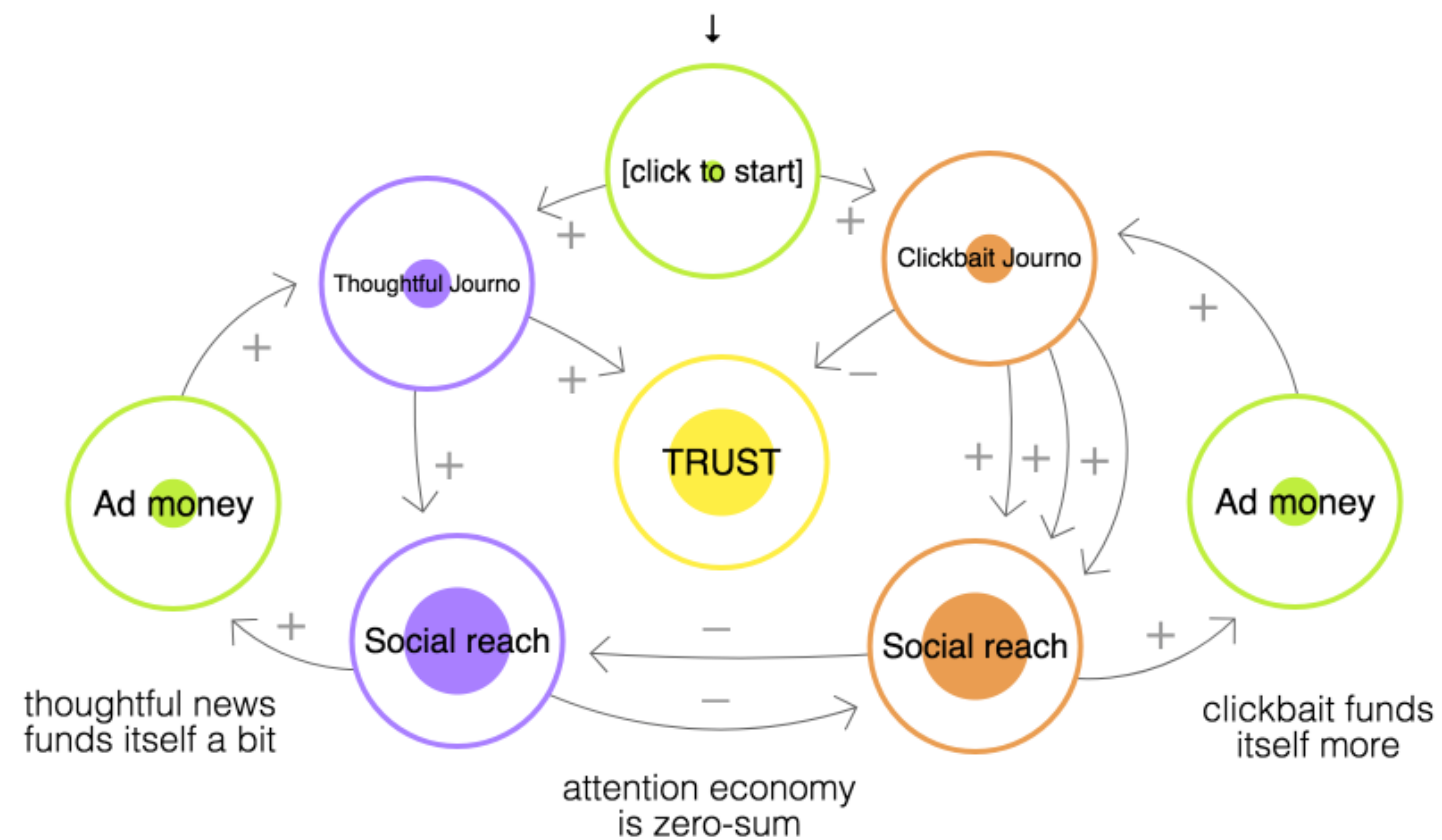 ↓
[click to start]
+
+
Thoughtful Journo
Clickbait Journo
+
+
+
−
+
+
+
+
TRUST
Ad money
Ad money
Social reach
Social reach
+
−
−
+
thoughtful news
funds itself a bit
attention economy
is zero-sum
clickbait funds
itself more